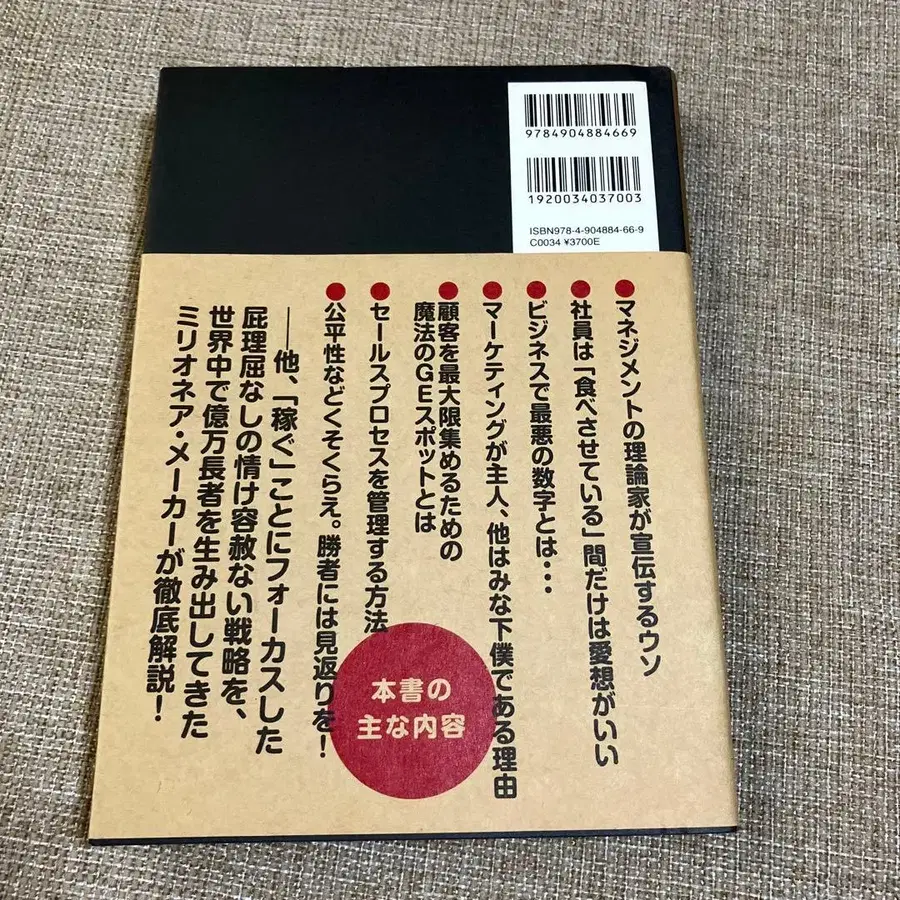 9784904884669
1920034037003
ISBN978-4-904884-66-9
C0034 ¥3700E
●マネジメントの理論家が宣伝するウソ
●社員は「食べさせている」間だけは愛想がいい
●ビジネスで最悪の数字とは・・・
●マーケティングが主人、他はみな下僕である理由
●顧客を最大限集めるための
魔法のGEスポットとは
●セールスプロセスを管理する方法
●公平性などくそくらえ。勝者には見返りを！
――他、「稼ぐ」ことにフォーカスした
屁理屈なしの情け容赦ない戦略を、
世界中で億万長者を生み出してきた
ミリオネア・メーカーが徹底解説！
本書の
主な内容